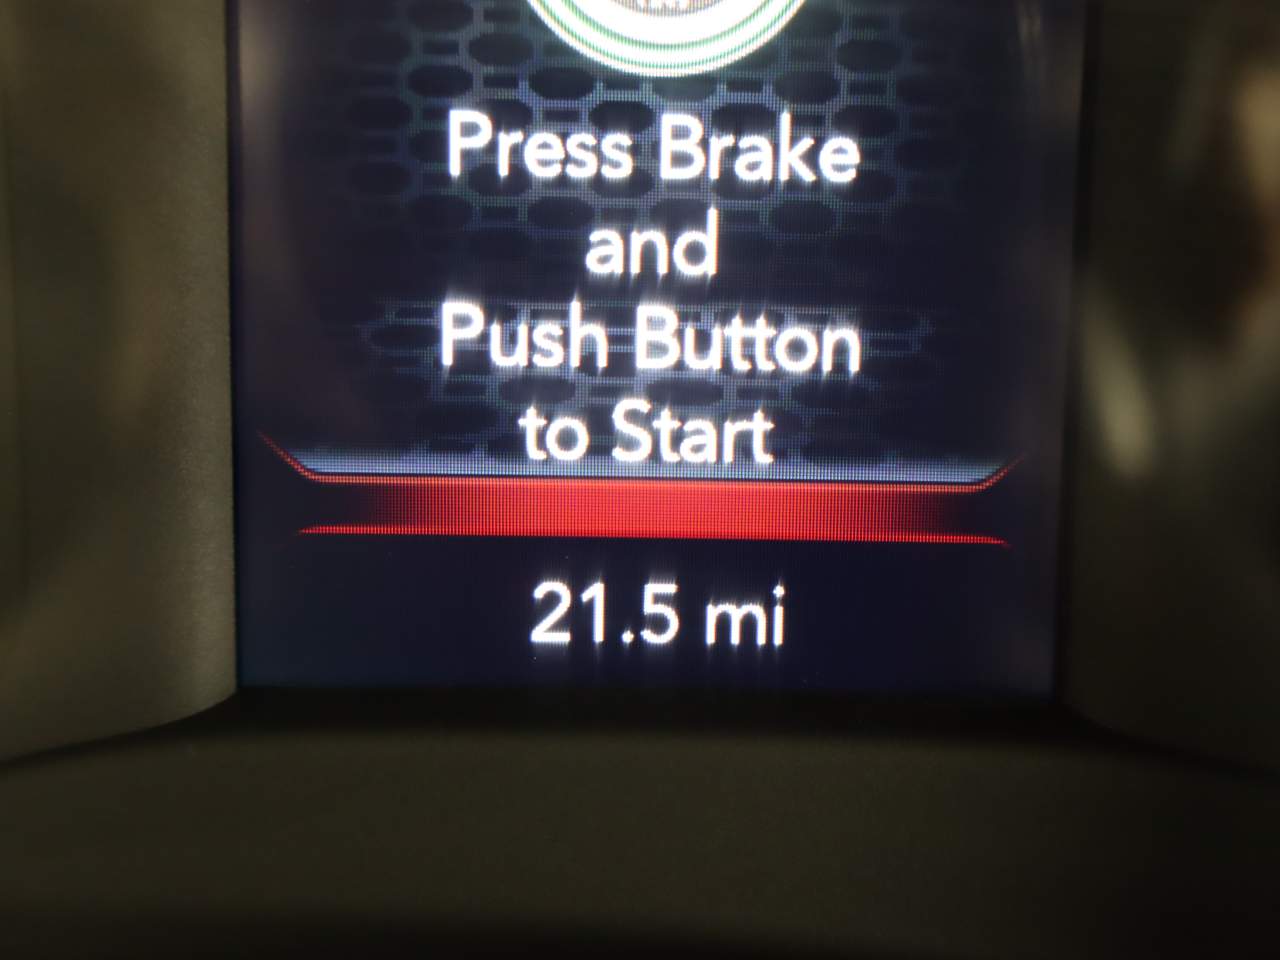 Press Brake
and
Push Button
to Start
21.5 mi